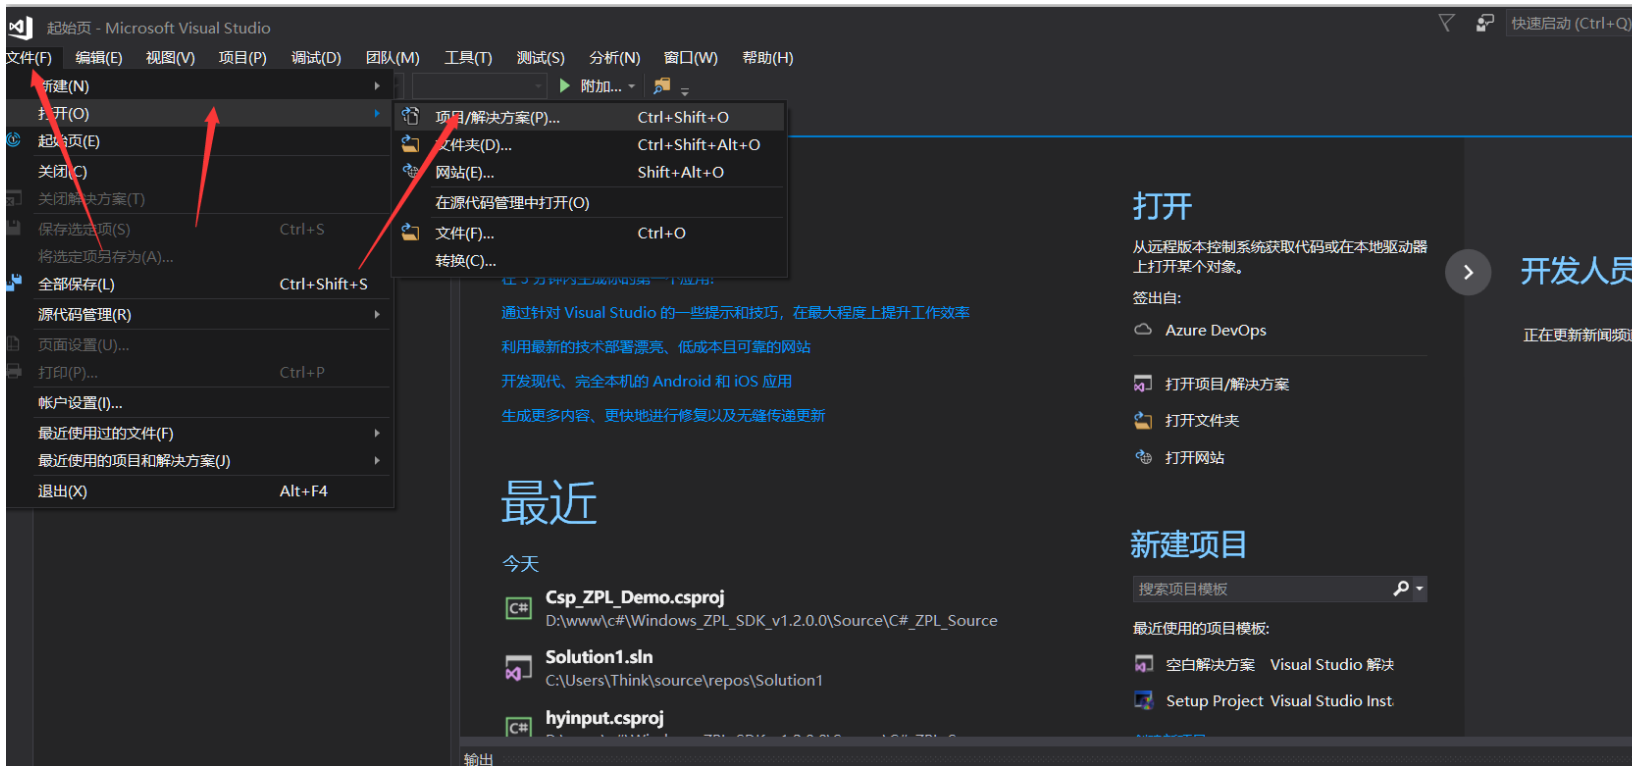 起始页 - Microsoft Visual Studio
快速启动 (Ctrl+Q)
文件(F) 编辑(E) 视图(V) 项目(P) 调试(D) 团队(M) 工具(T) 测试(S) 分析(N) 窗口(W) 帮助(H)
附加...
新建(N)
打开(O)
起始页(E)
关闭(C)
关闭解决方案(T)
保存选定项(S) Ctrl+S
将选定项另存为(A)...
全部保存(L) Ctrl+Shift+S
源代码管理(R)
页面设置(U)...
打印(P)... Ctrl+P
帐户设置(I)...
最近使用过的文件(F)
最近使用的项目和解决方案(J)
退出(X) Alt+F4
项目/解决方案(P)... Ctrl+Shift+O
文件夹(D)... Ctrl+Shift+Alt+O
网站(E)... Shift+Alt+O
在源代码管理中打开(O)
文件(F)... Ctrl+O
转换(C)...
在 5 分钟内生成你的第一个应用!
通过针对 Visual Studio 的一些提示和技巧，在最大程度上提升工作效率
利用最新的技术部署漂亮、低成本且可靠的网站
开发现代、完全本机的 Android 和 iOS 应用
生成更多内容、更快地进行修复以及无缝传递更新
最近
今天
Csp_ZPL_Demo.csproj
D:\www\c#\Windows_ZPL_SDK_v1.2.0.0\Source\C#_ZPL_Source
Solution1.sln
C:\Users\Think\source\repos\Solution1
hyinput.csproj
输出
打开
从远程版本控制系统获取代码或在本地驱动器
上打开某个对象。
签出自:
Azure DevOps
打开项目/解决方案
打开文件夹
打开网站
新建项目
搜索项目模板
最近使用的项目模板:
空白解决方案 Visual Studio 解决
Setup Project Visual Studio Inst
开发人员
正在更新新闻频道